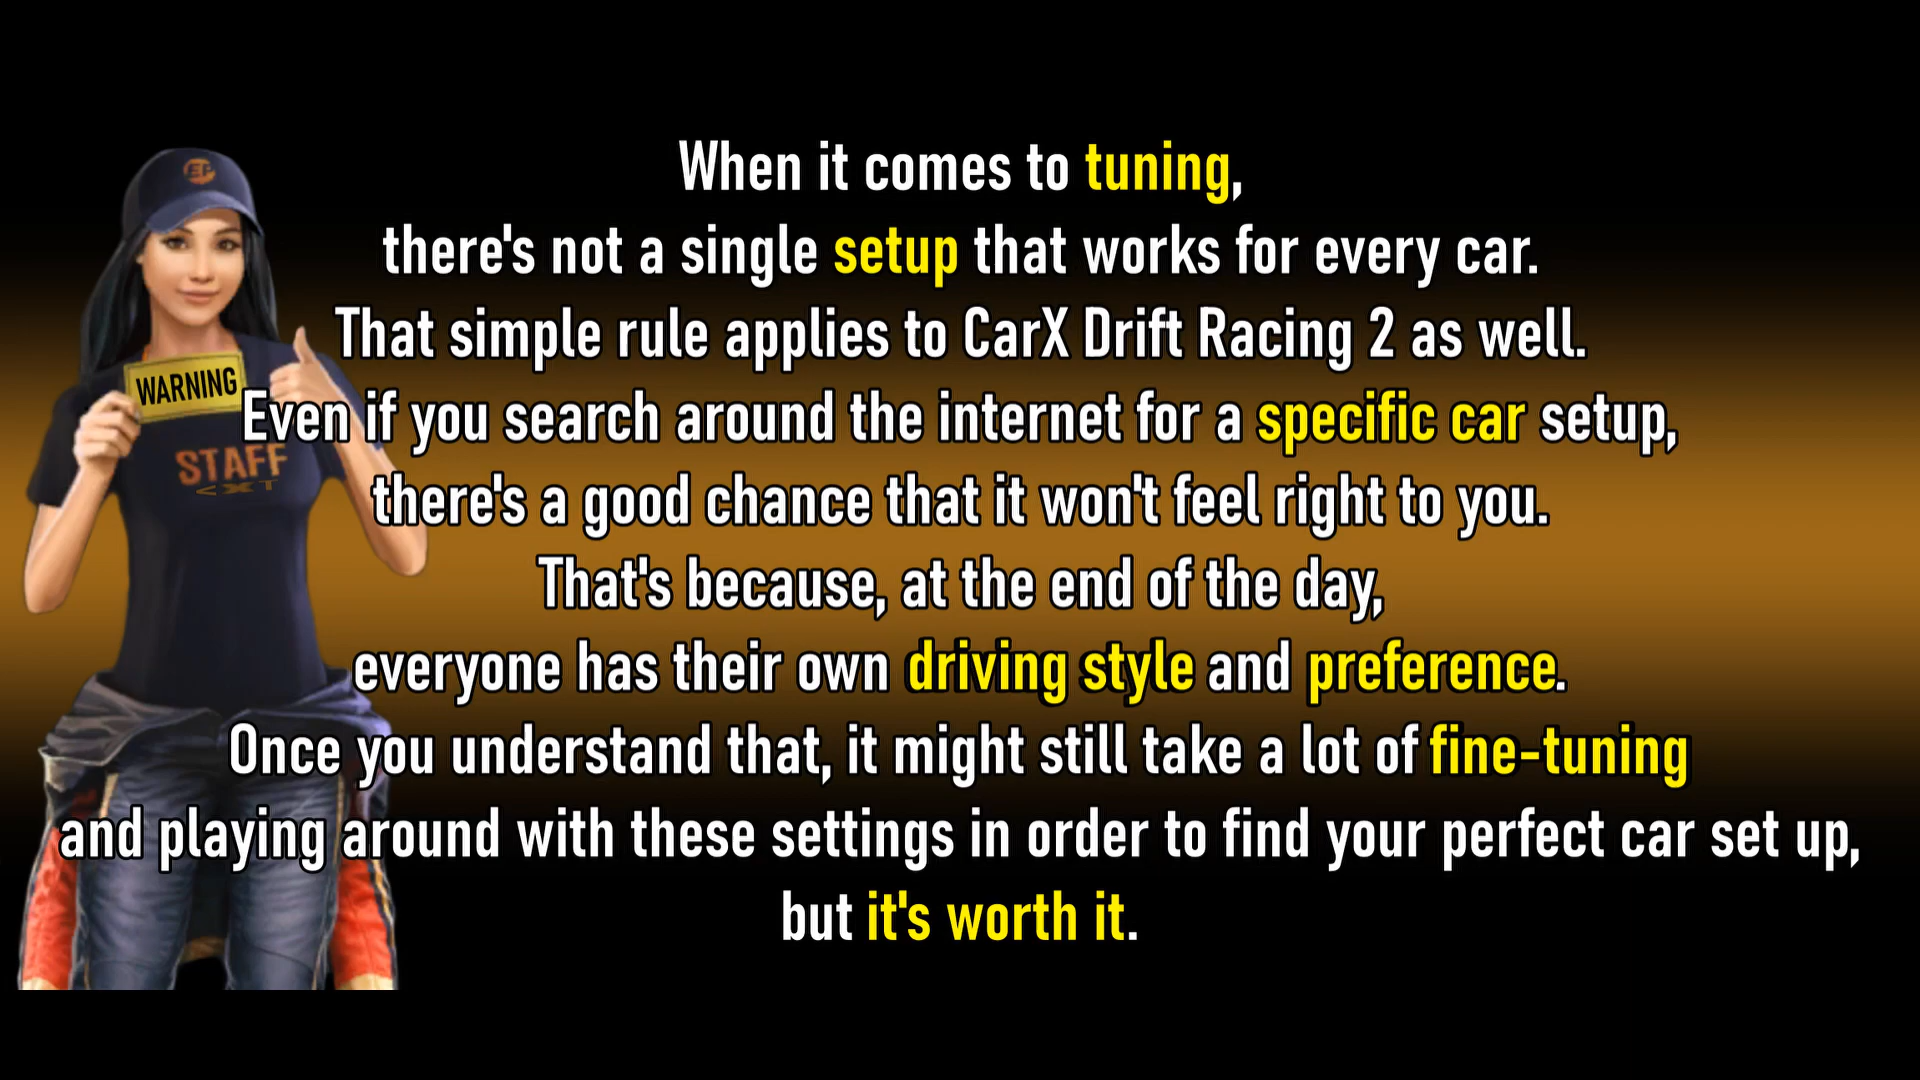 When it comes to tuning,
there's not a single setup that works for every car.
That simple rule applies to CarX Drift Racing 2 as well.
Even if you search around the internet for a specific car setup,
there's a good chance that it won't feel right to you.
That's because, at the end of the day,
everyone has their own driving style and preference.
Once you understand that, it might still take a lot of fine-tuning
and playing around with these settings in order to find your perfect car set up,
but it's worth it.
WARNING
STAFF